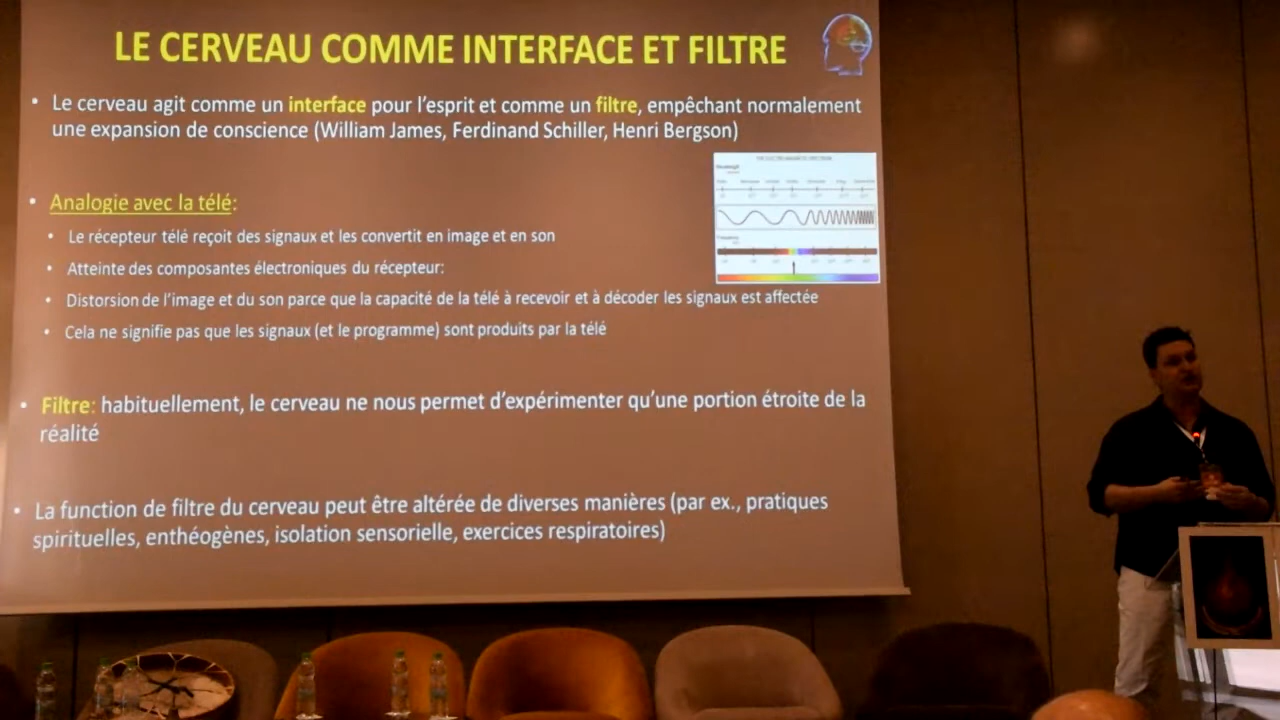 LE CERVEAU COMME INTERFACE ET FILTRE
• Le cerveau agit comme un interface pour l'esprit et comme un filtre, empêchant normalement
une expansion de conscience (William James, Ferdinand Schiller, Henri Bergson)
THE ELECTROMAGNETIC SPECTRUM
• Analogie avec la télé:
• Le récepteur télé reçoit des signaux et les convertit en image et en son
• Atteinte des composantes électroniques du récepteur:
• Distorsion de l'image et du son parce que la capacité de la télé à recevoir et à décoder les signaux est affectée
• Cela ne signifie pas que les signaux (et le programme) sont produits par la télé
• Filtre: habituellement, le cerveau ne nous permet d'expérimenter qu'une portion étroite de la
réalité
• La function de filtre du cerveau peut être altérée de diverses manières (par ex., pratiques
spirituelles, enthéogènes, isolation sensorielle, exercices respiratoires)